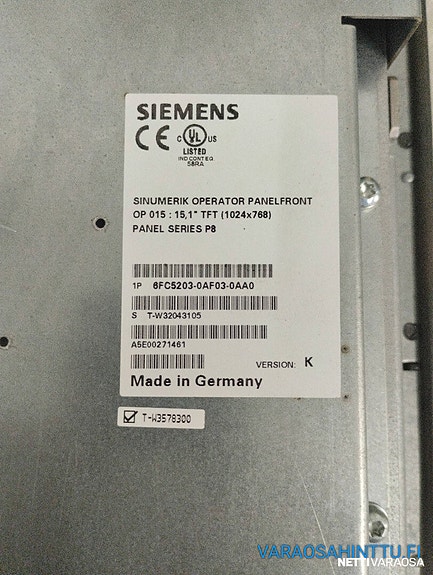 SIEMENS
CE C UL US
LISTED
IND.CONT.EQ.
58RA
SINUMERIK OPERATOR PANELFRONT
OP 015 : 15,1" TFT (1024x768)
PANEL SERIES P8
1P 6FC5203-0AF03-0AA0
S T-W32043105
A5E00271461
VERSION: K
Made in Germany
T-W3578300
VARAOSAHINTTU.FI
NETTIVARAOSA